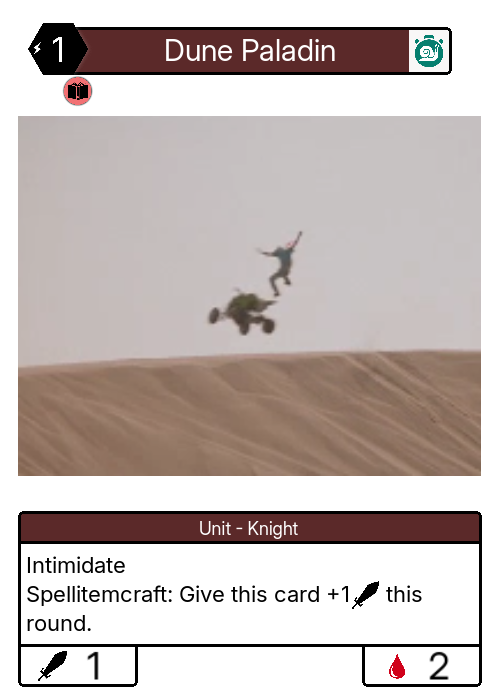 1
Dune Paladin
Unit - Knight
Intimidate
Spellitemcraft: Give this card +1 this
round.
1
2